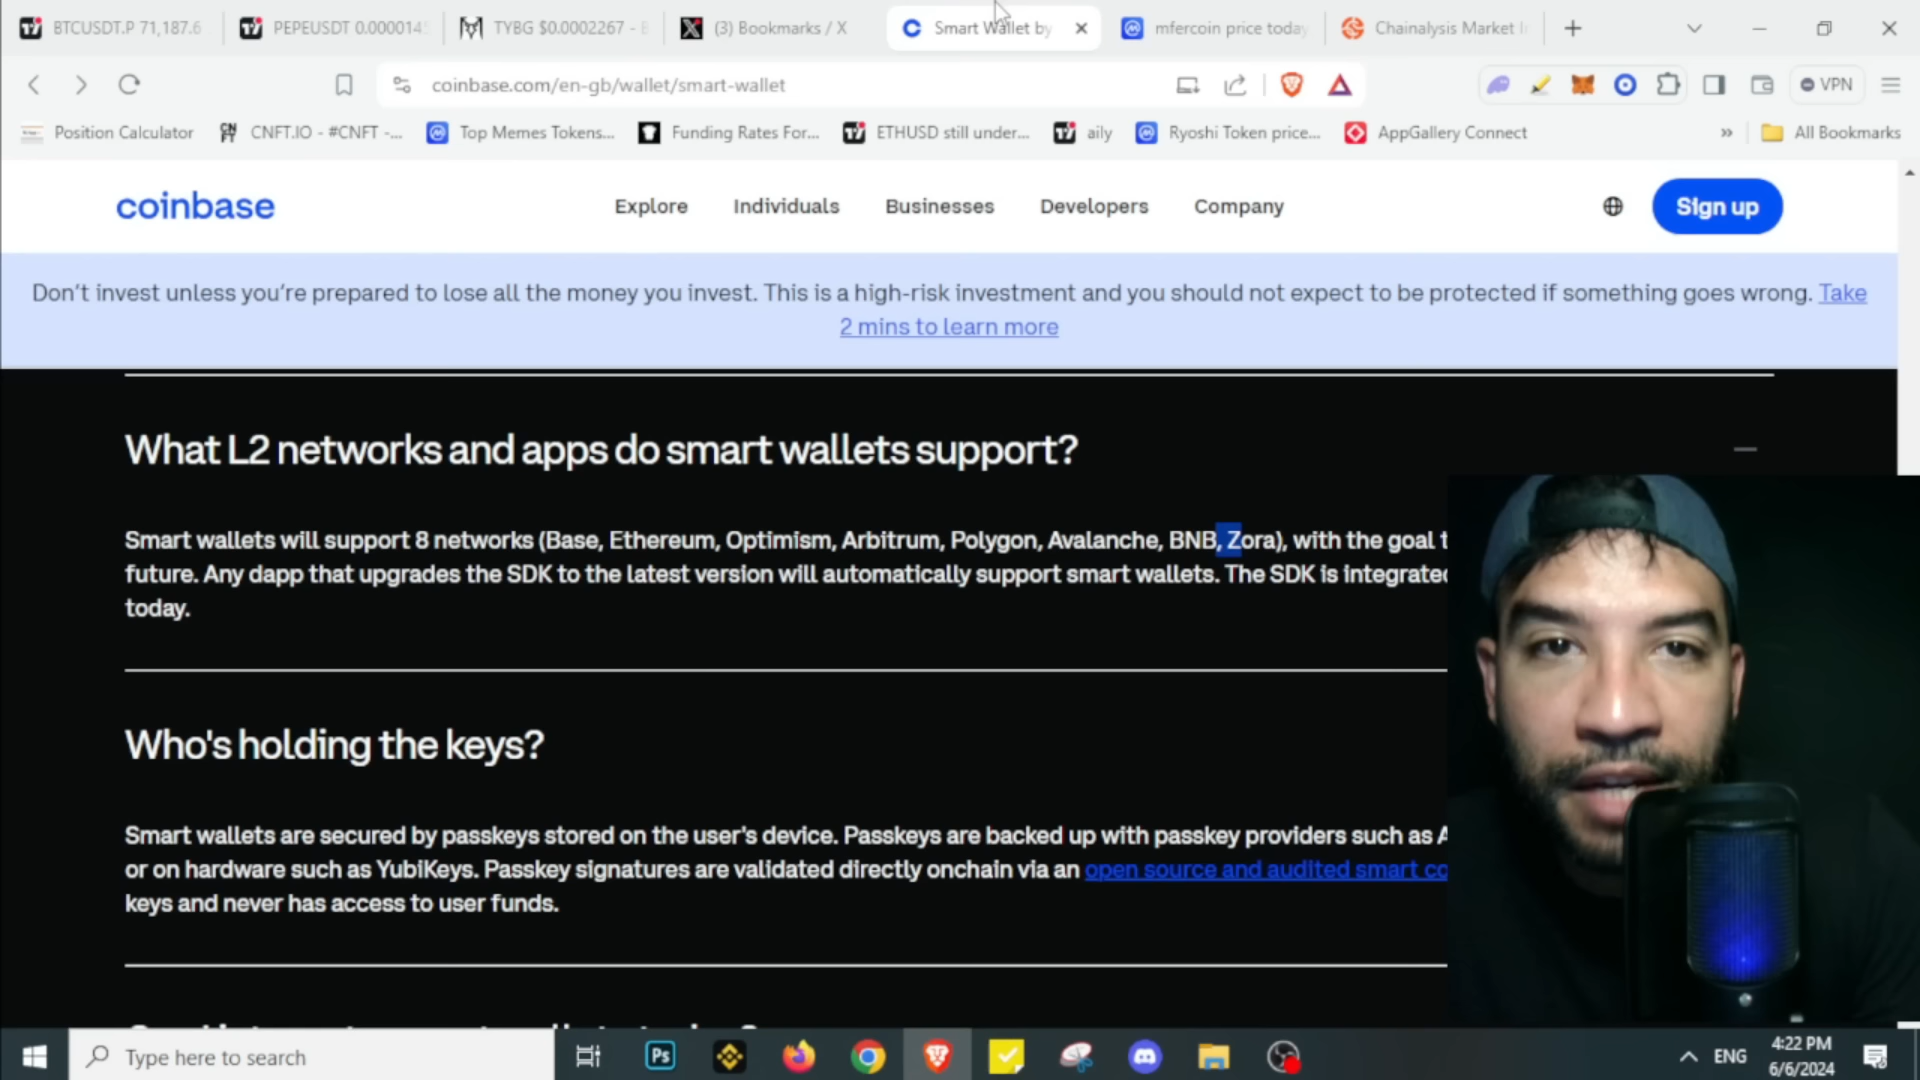 BTCUSDT.P 71,187.6
PEPEUSDT 0.000014
TYBG $0.0002267 -
(3) Bookmarks / X
Smart Wallet by
mfercoin price today
Chainalysis Market I
coinbase.com/en-gb/wallet/smart-wallet
VPN
Position Calculator
CNFT.IO - #CNFT -...
Top Memes Tokens...
Funding Rates For...
ETHUSD still under...
aily
Ryoshi Token price...
AppGallery Connect
All Bookmarks
coinbase
Explore
Individuals
Businesses
Developers
Company
Sign up
Don't invest unless you're prepared to lose all the money you invest. This is a high-risk investment and you should not expect to be protected if something goes wrong. Take
2 mins to learn more
What L2 networks and apps do smart wallets support?
Smart wallets will support 8 networks (Base, Ethereum, Optimism, Arbitrum, Polygon, Avalanche, BNB, Zora), with the goal t
future. Any dapp that upgrades the SDK to the latest version will automatically support smart wallets. The SDK is integrated
today.
Who's holding the keys?
Smart wallets are secured by passkeys stored on the user's device. Passkeys are backed up with passkey providers such as A
or on hardware such as YubiKeys. Passkey signatures are validated directly onchain via an open source and audited smart co
keys and never has access to user funds.
Type here to search
Ps
ENG
4:22 PM
6/6/2024